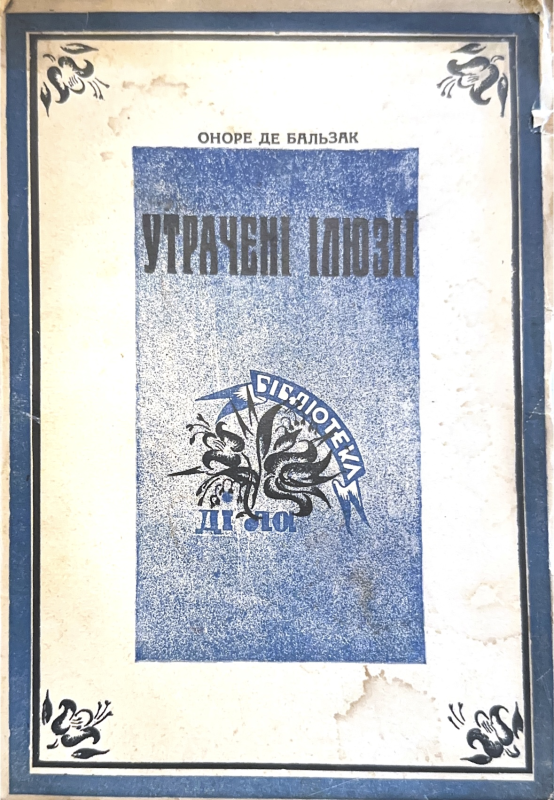 ОНОРЕ ДЕ БАЛЬЗАК
УТРАЧЕНІ ІЛЮЗІЇ
БІБЛІОТЕКА
ДІЛА